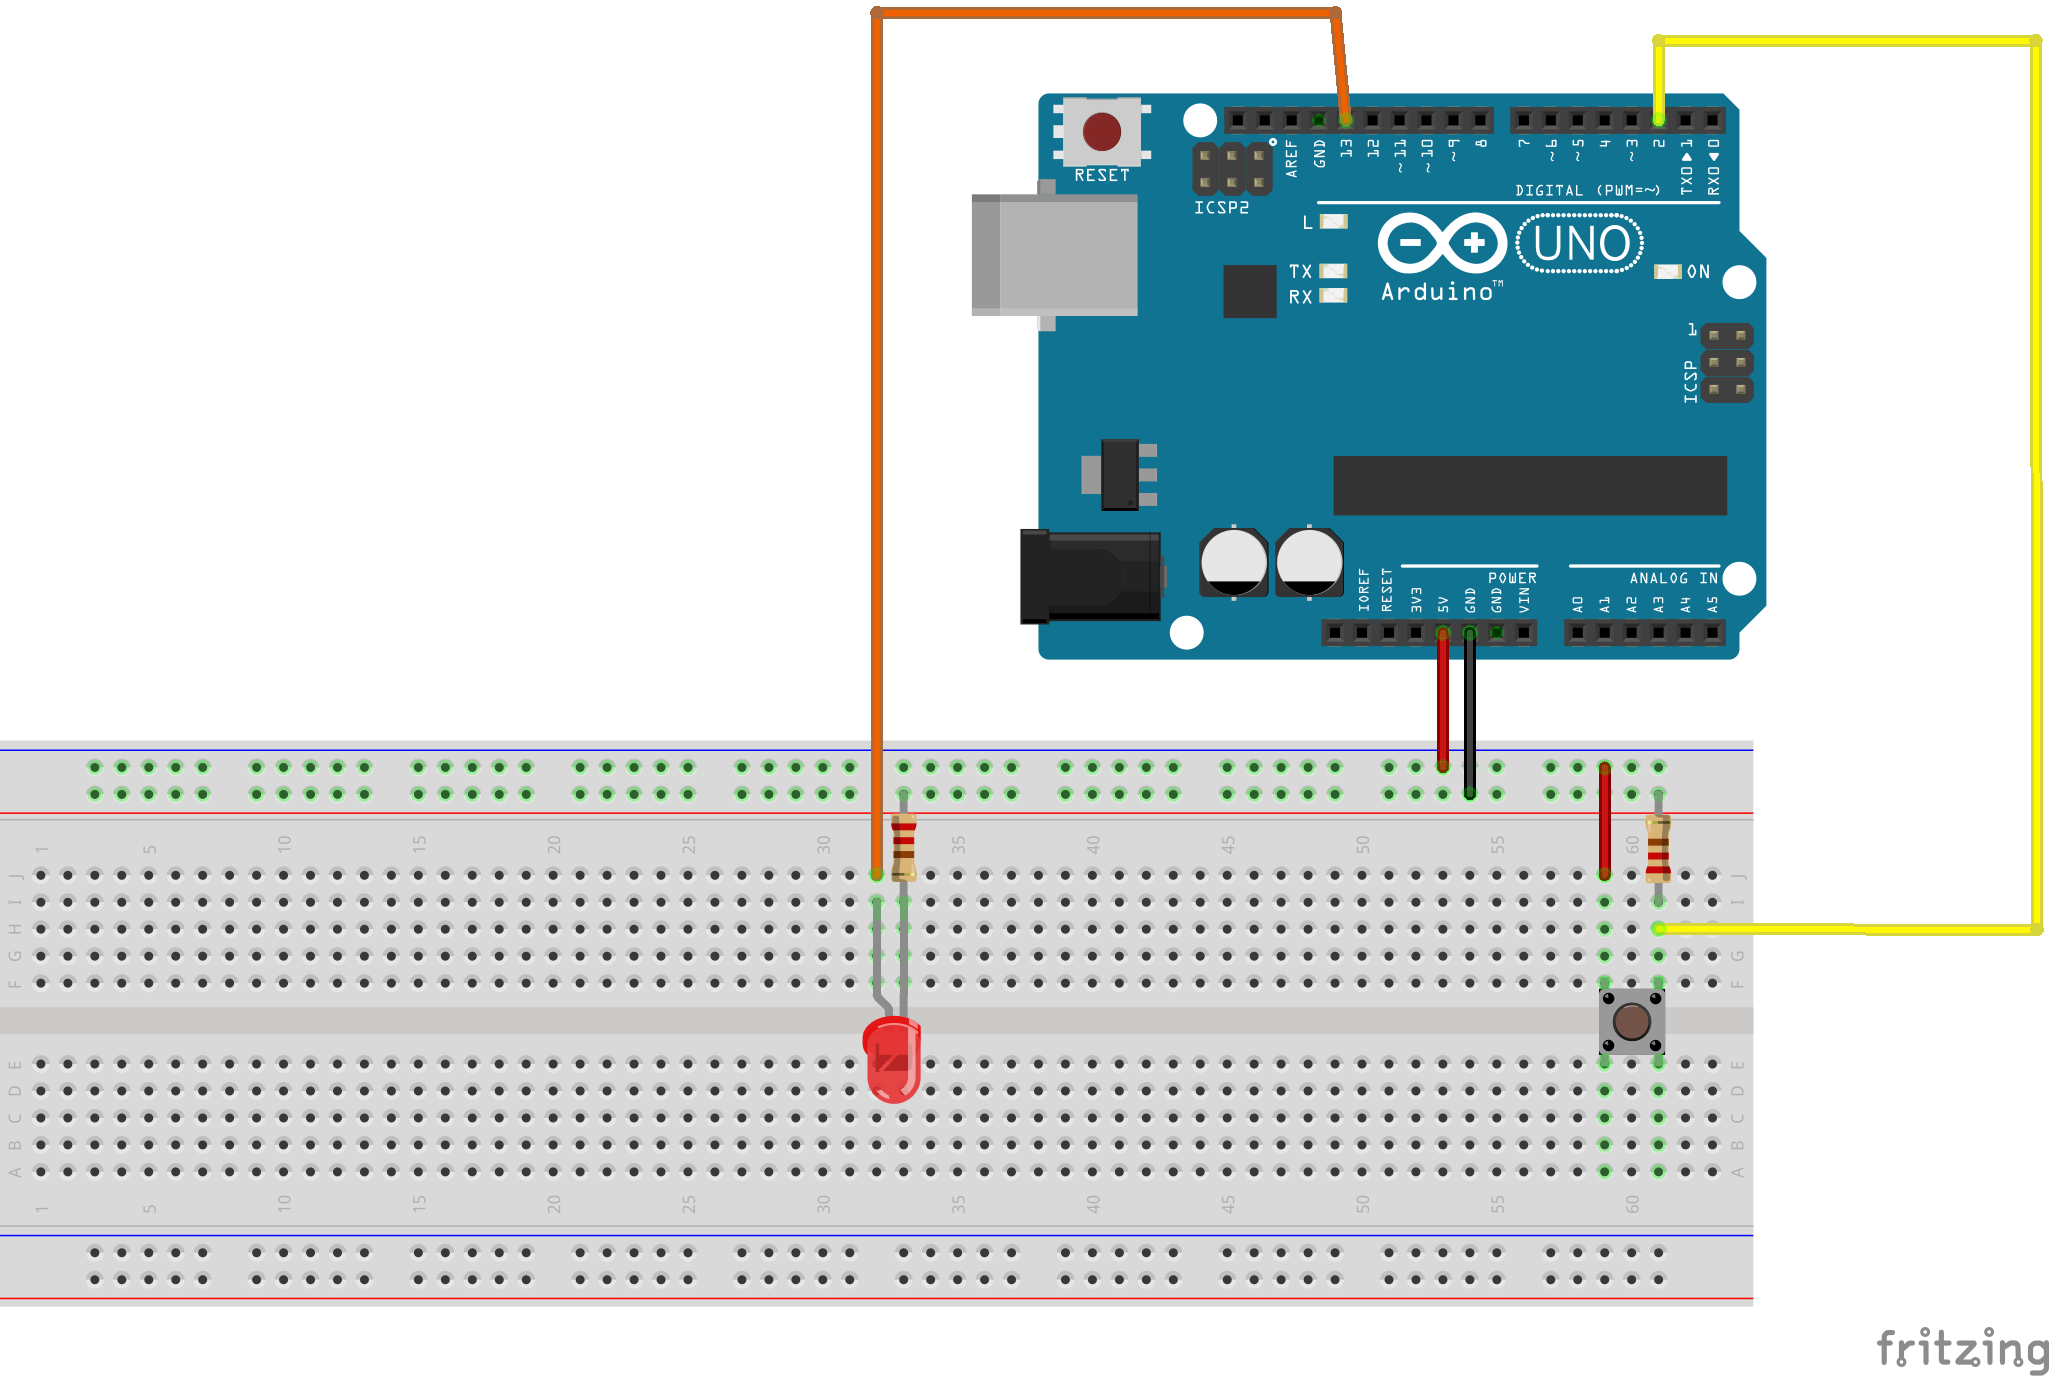 RESET
ICSP2
AREF
GND
13
12
~11
~10
~9
8
7
~6
~5
4
~3
2
TX0▶1
RX0◀0
DIGITAL (PWM=~)
L
TX
RX
UNO
Arduino™
ON
1
ICSP
IOREF
RESET
3V3
5V
GND
GND
VIN
POWER
ANALOG IN
A0
A1
A2
A3
A4
A5
1 5 10 15 20 25 30 35 40 45 50 55 60
J J
I I
H H
G G
F F
E E
D D
C C
B B
A A
1 5 10 15 20 25 30 35 40 45 50 55 60
fritzing